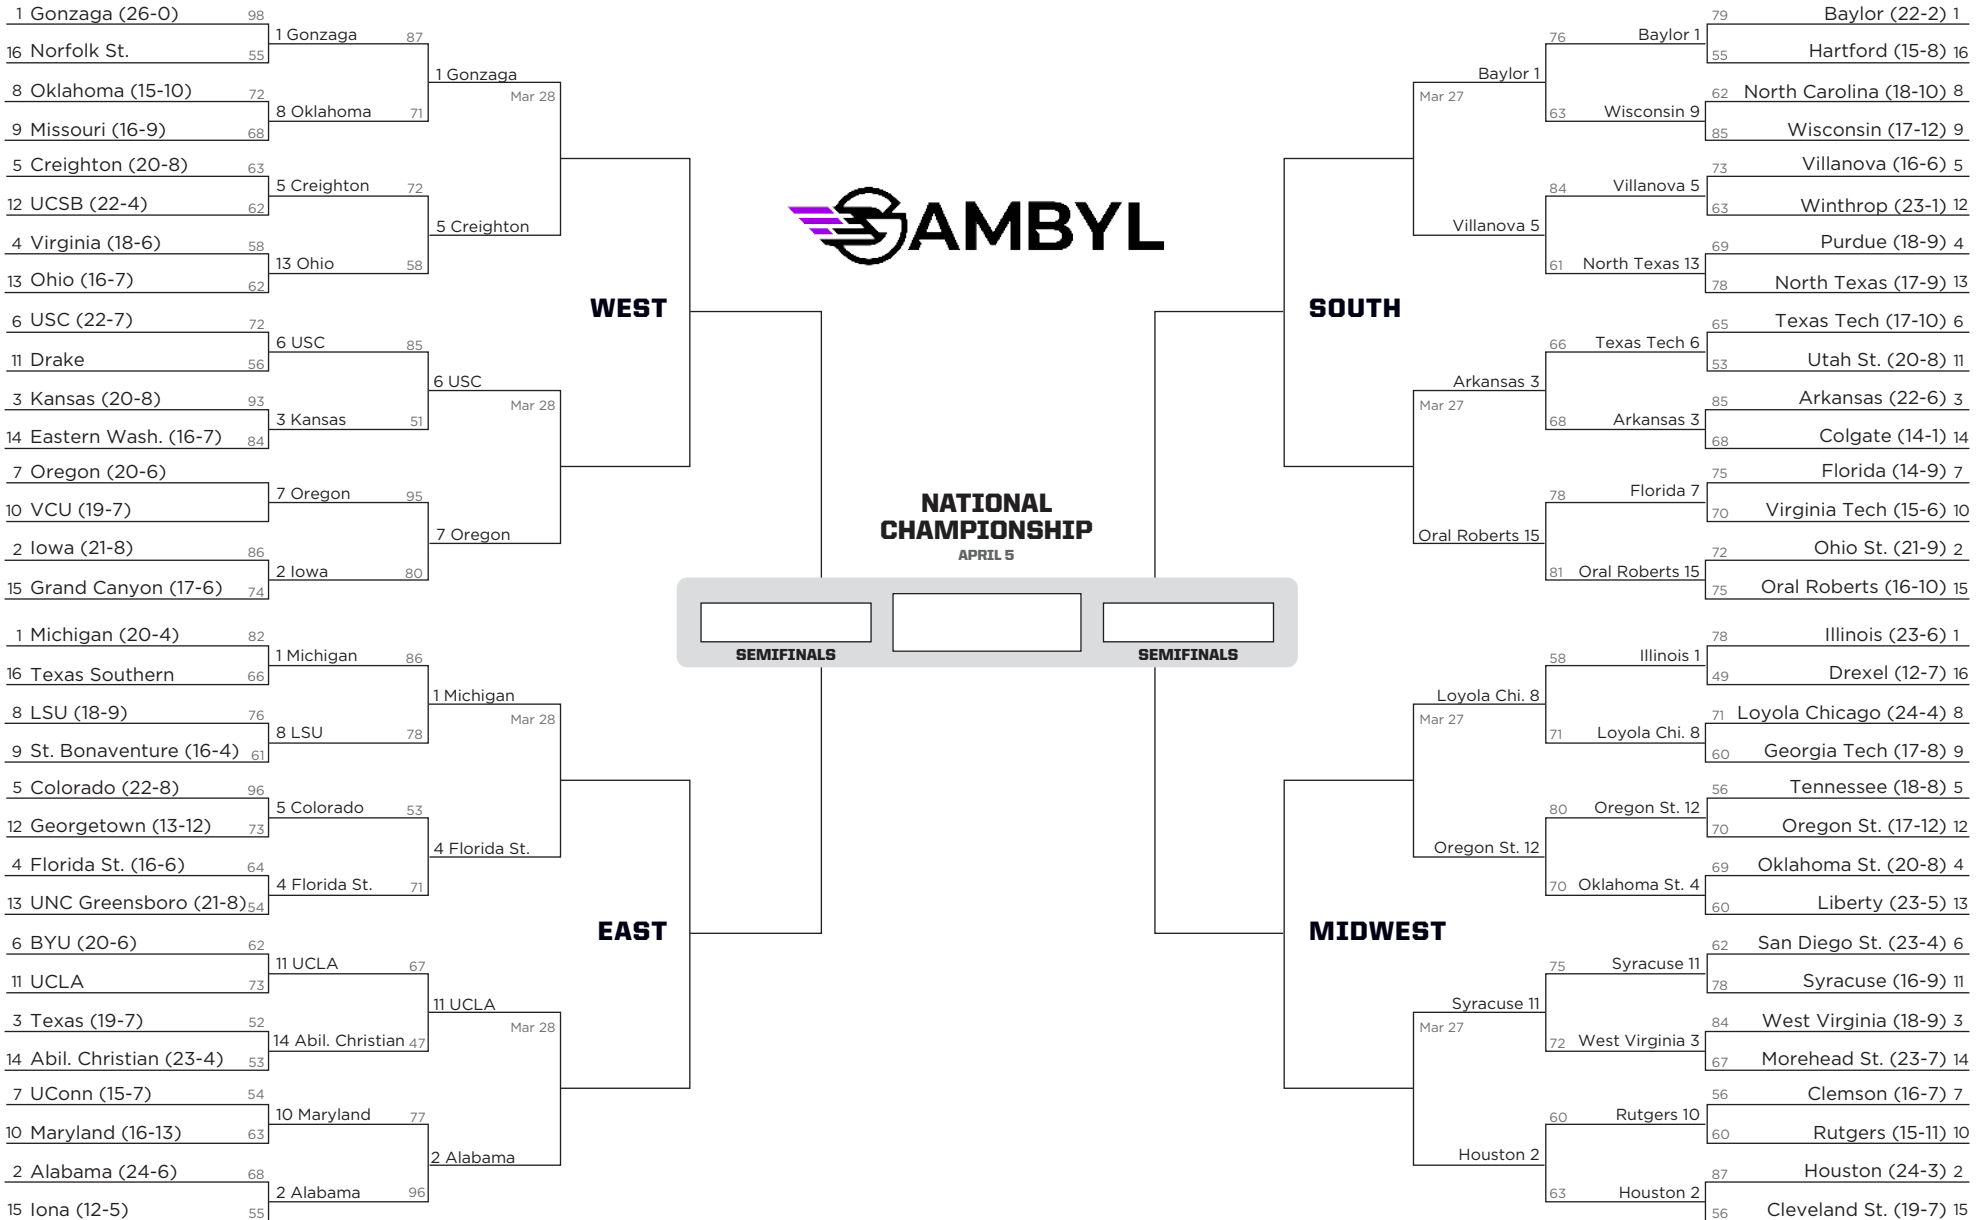 1 Gonzaga (26-0) 98
16 Norfolk St. 55
1 Gonzaga 87
8 Oklahoma (15-10) 72
9 Missouri (16-9) 68
8 Oklahoma 71
1 Gonzaga
Mar 28
5 Creighton (20-8) 63
12 UCSB (22-4) 62
5 Creighton 72
4 Virginia (18-6) 58
13 Ohio (16-7) 62
13 Ohio 58
5 Creighton
WEST
6 USC (22-7) 72
11 Drake 56
6 USC 85
3 Kansas (20-8) 93
14 Eastern Wash. (16-7) 84
3 Kansas 51
6 USC
Mar 28
7 Oregon (20-6)
10 VCU (19-7)
7 Oregon 95
2 Iowa (21-8) 86
15 Grand Canyon (17-6) 74
2 Iowa 80
7 Oregon
1 Michigan (20-4) 82
16 Texas Southern 66
1 Michigan 86
8 LSU (18-9) 76
9 St. Bonaventure (16-4) 61
8 LSU 78
1 Michigan
Mar 28
5 Colorado (22-8) 96
12 Georgetown (13-12) 73
5 Colorado 53
4 Florida St. (16-6) 64
13 UNC Greensboro (21-8) 54
4 Florida St. 71
4 Florida St.
EAST
6 BYU (20-6) 62
11 UCLA 73
11 UCLA 67
3 Texas (19-7) 52
14 Abil. Christian (23-4) 53
14 Abil. Christian 47
11 UCLA
Mar 28
7 UConn (15-7) 54
10 Maryland (16-13) 63
10 Maryland 77
2 Alabama (24-6) 68
15 Iona (12-5) 55
2 Alabama 96
2 Alabama
GAMBYL
NATIONAL
CHAMPIONSHIP
APRIL 5
SEMIFINALS
SEMIFINALS
79 Baylor (22-2) 1
55 Hartford (15-8) 16
76 Baylor 1
62 North Carolina (18-10) 8
85 Wisconsin (17-12) 9
63 Wisconsin 9
Baylor 1
Mar 27
73 Villanova (16-6) 5
63 Winthrop (23-1) 12
84 Villanova 5
69 Purdue (18-9) 4
78 North Texas (17-9) 13
61 North Texas 13
Villanova 5
SOUTH
65 Texas Tech (17-10) 6
53 Utah St. (20-8) 11
66 Texas Tech 6
85 Arkansas (22-6) 3
68 Colgate (14-1) 14
68 Arkansas 3
Arkansas 3
Mar 27
75 Florida (14-9) 7
70 Virginia Tech (15-6) 10
78 Florida 7
72 Ohio St. (21-9) 2
75 Oral Roberts (16-10) 15
81 Oral Roberts 15
Oral Roberts 15
78 Illinois (23-6) 1
49 Drexel (12-7) 16
58 Illinois 1
71 Loyola Chicago (24-4) 8
60 Georgia Tech (17-8) 9
71 Loyola Chi. 8
Loyola Chi. 8
Mar 27
56 Tennessee (18-8) 5
70 Oregon St. (17-12) 12
80 Oregon St. 12
69 Oklahoma St. (20-8) 4
60 Liberty (23-5) 13
70 Oklahoma St. 4
Oregon St. 12
MIDWEST
62 San Diego St. (23-4) 6
78 Syracuse (16-9) 11
75 Syracuse 11
84 West Virginia (18-9) 3
67 Morehead St. (23-7) 14
72 West Virginia 3
Syracuse 11
Mar 27
56 Clemson (16-7) 7
60 Rutgers (15-11) 10
60 Rutgers 10
87 Houston (24-3) 2
56 Cleveland St. (19-7) 15
63 Houston 2
Houston 2